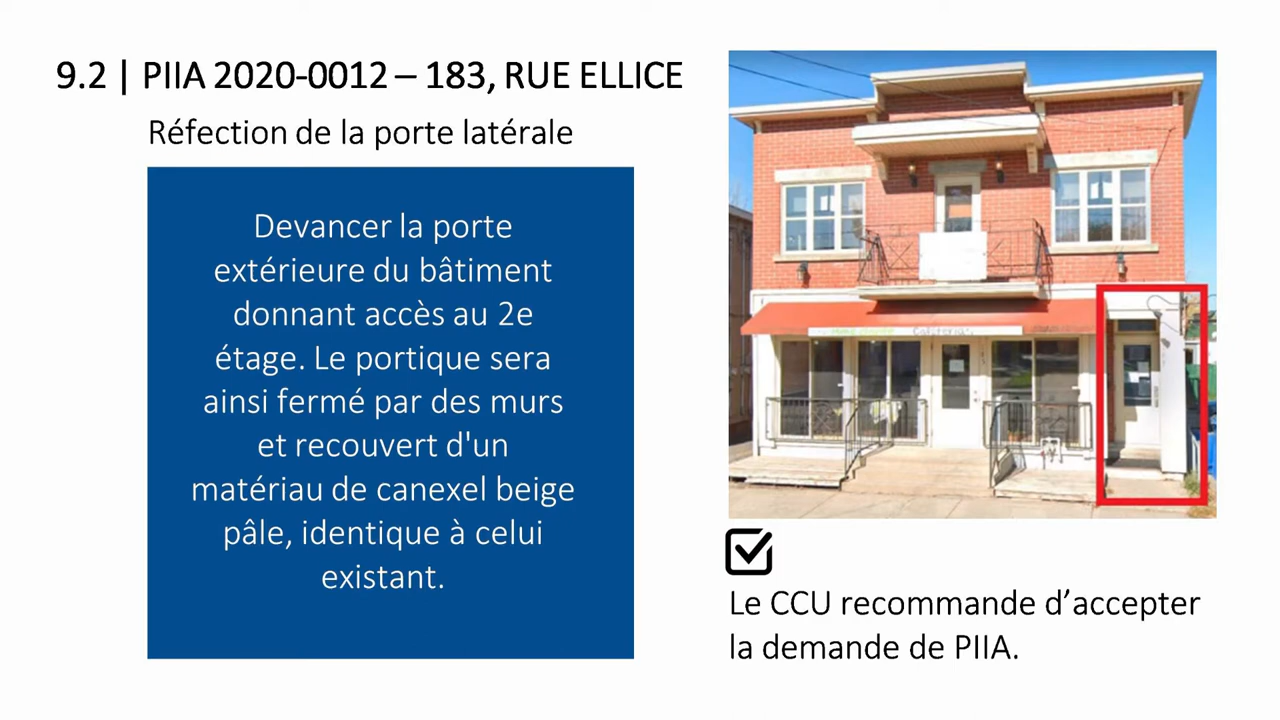 9.2 | PIIA 2020-0012 – 183, RUE ELLICE
Réfection de la porte latérale
Devancer la porte
extérieure du bâtiment
donnant accès au 2e
étage. Le portique sera
ainsi fermé par des murs
et recouvert d'un
matériau de canexel beige
pâle, identique à celui
existant.
Le CCU recommande d’accepter
la demande de PIIA.